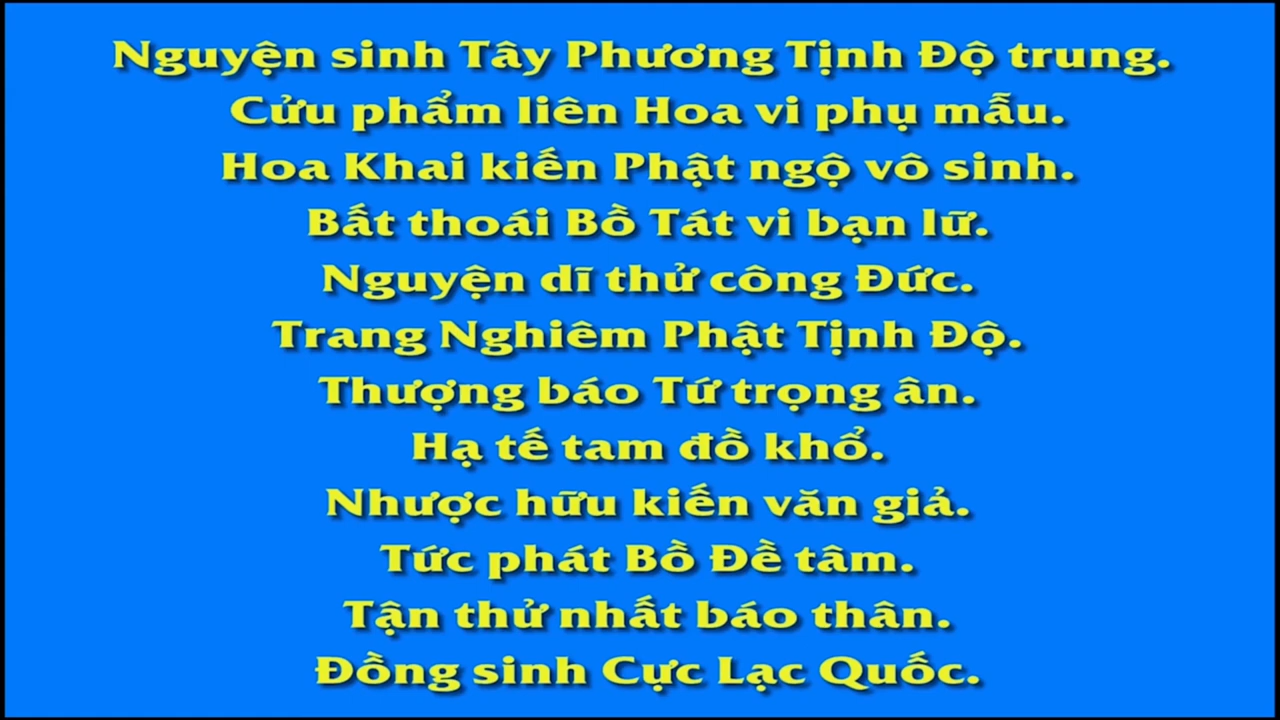 Nguyện sinh Tây Phương Tịnh Độ trung.
Cửu phẩm liên Hoa vi phụ mẫu.
Hoa Khai kiến Phật ngộ vô sinh.
Bất thoái Bồ Tát vi bạn lữ.
Nguyện dĩ thử công Đức.
Trang Nghiêm Phật Tịnh Độ.
Thượng báo Tứ trọng ân.
Hạ tế tam đồ khổ.
Nhược hữu kiến văn giả.
Tức phát Bồ Đề tâm.
Tận thử nhất báo thân.
Đồng sinh Cực Lạc Quốc.